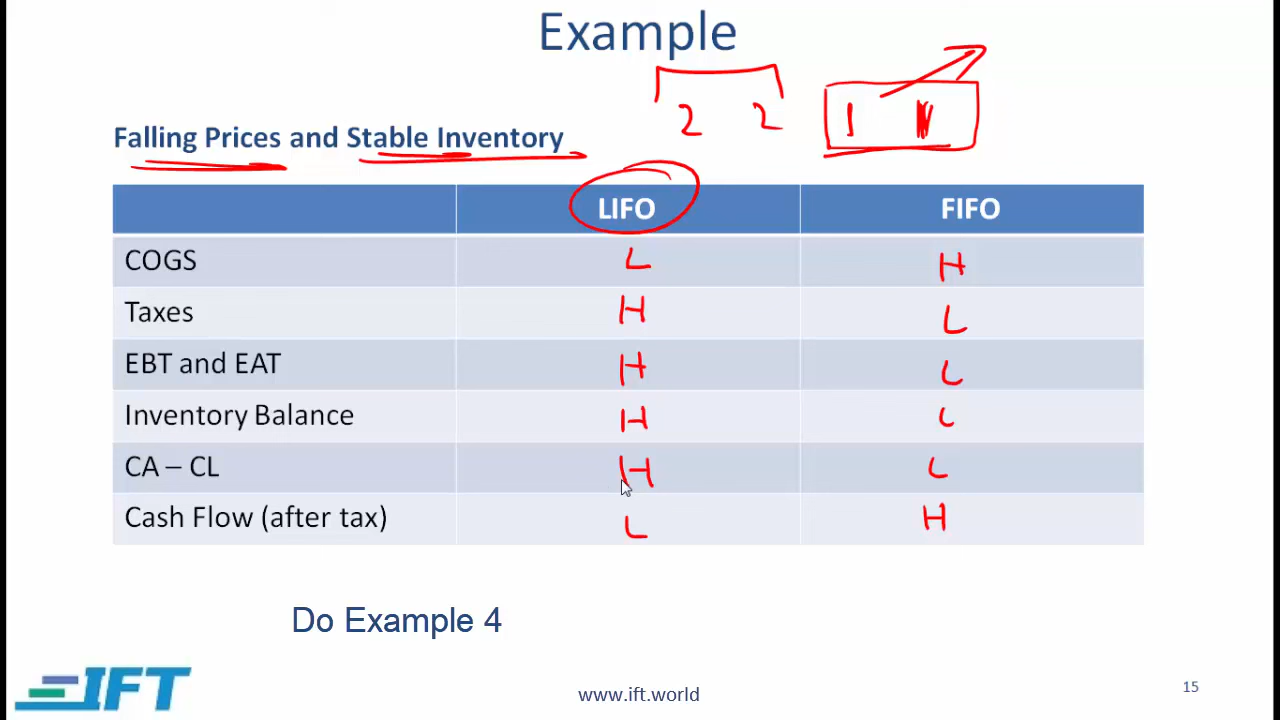 Example
2 2 1
Falling Prices and Stable Inventory
LIFO FIFO
COGS L H
Taxes H L
EBT and EAT H L
Inventory Balance H L
CA – CL H L
Cash Flow (after tax) L H
Do Example 4
IFT
www.ift.world
15